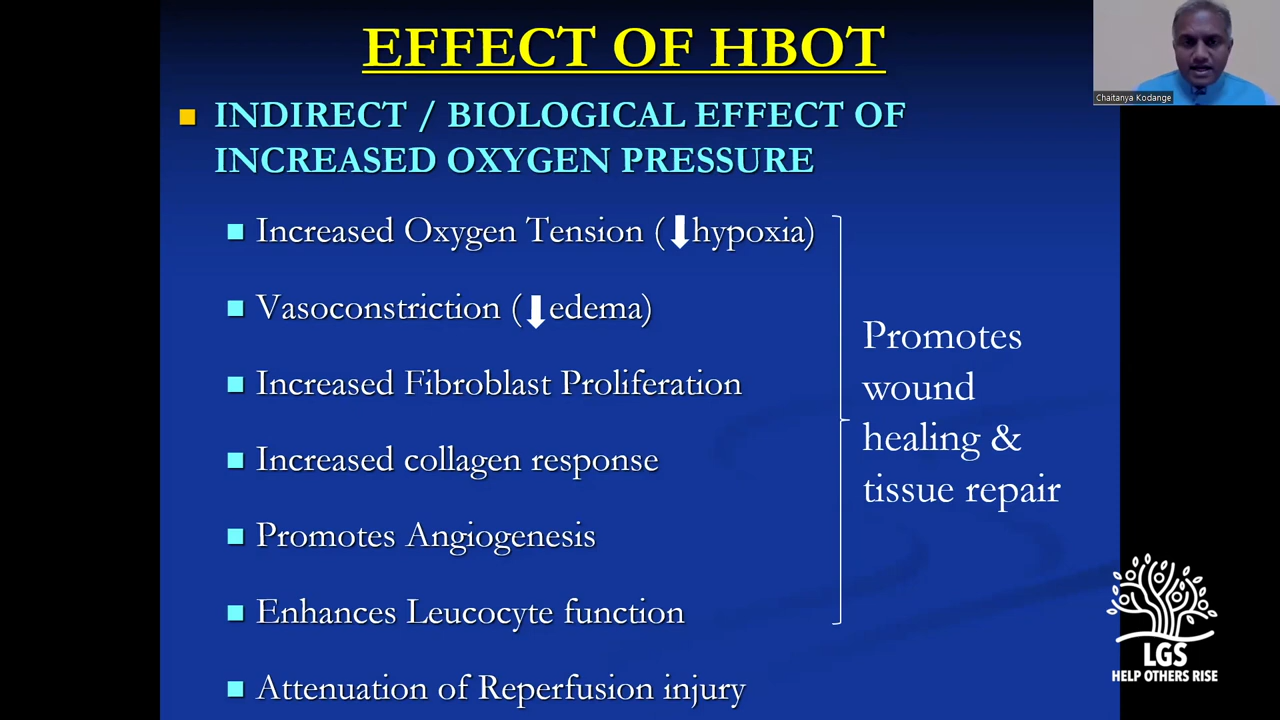 EFFECT OF HBOT
Chaitanya Kodange
INDIRECT / BIOLOGICAL EFFECT OF
INCREASED OXYGEN PRESSURE
Increased Oxygen Tension (⬇hypoxia)
Vasoconstriction (⬇edema)
Increased Fibroblast Proliferation
Increased collagen response
Promotes Angiogenesis
Enhances Leucocyte function
Attenuation of Reperfusion injury
Promotes
wound
healing &
tissue repair
LGS
HELP OTHERS RISE